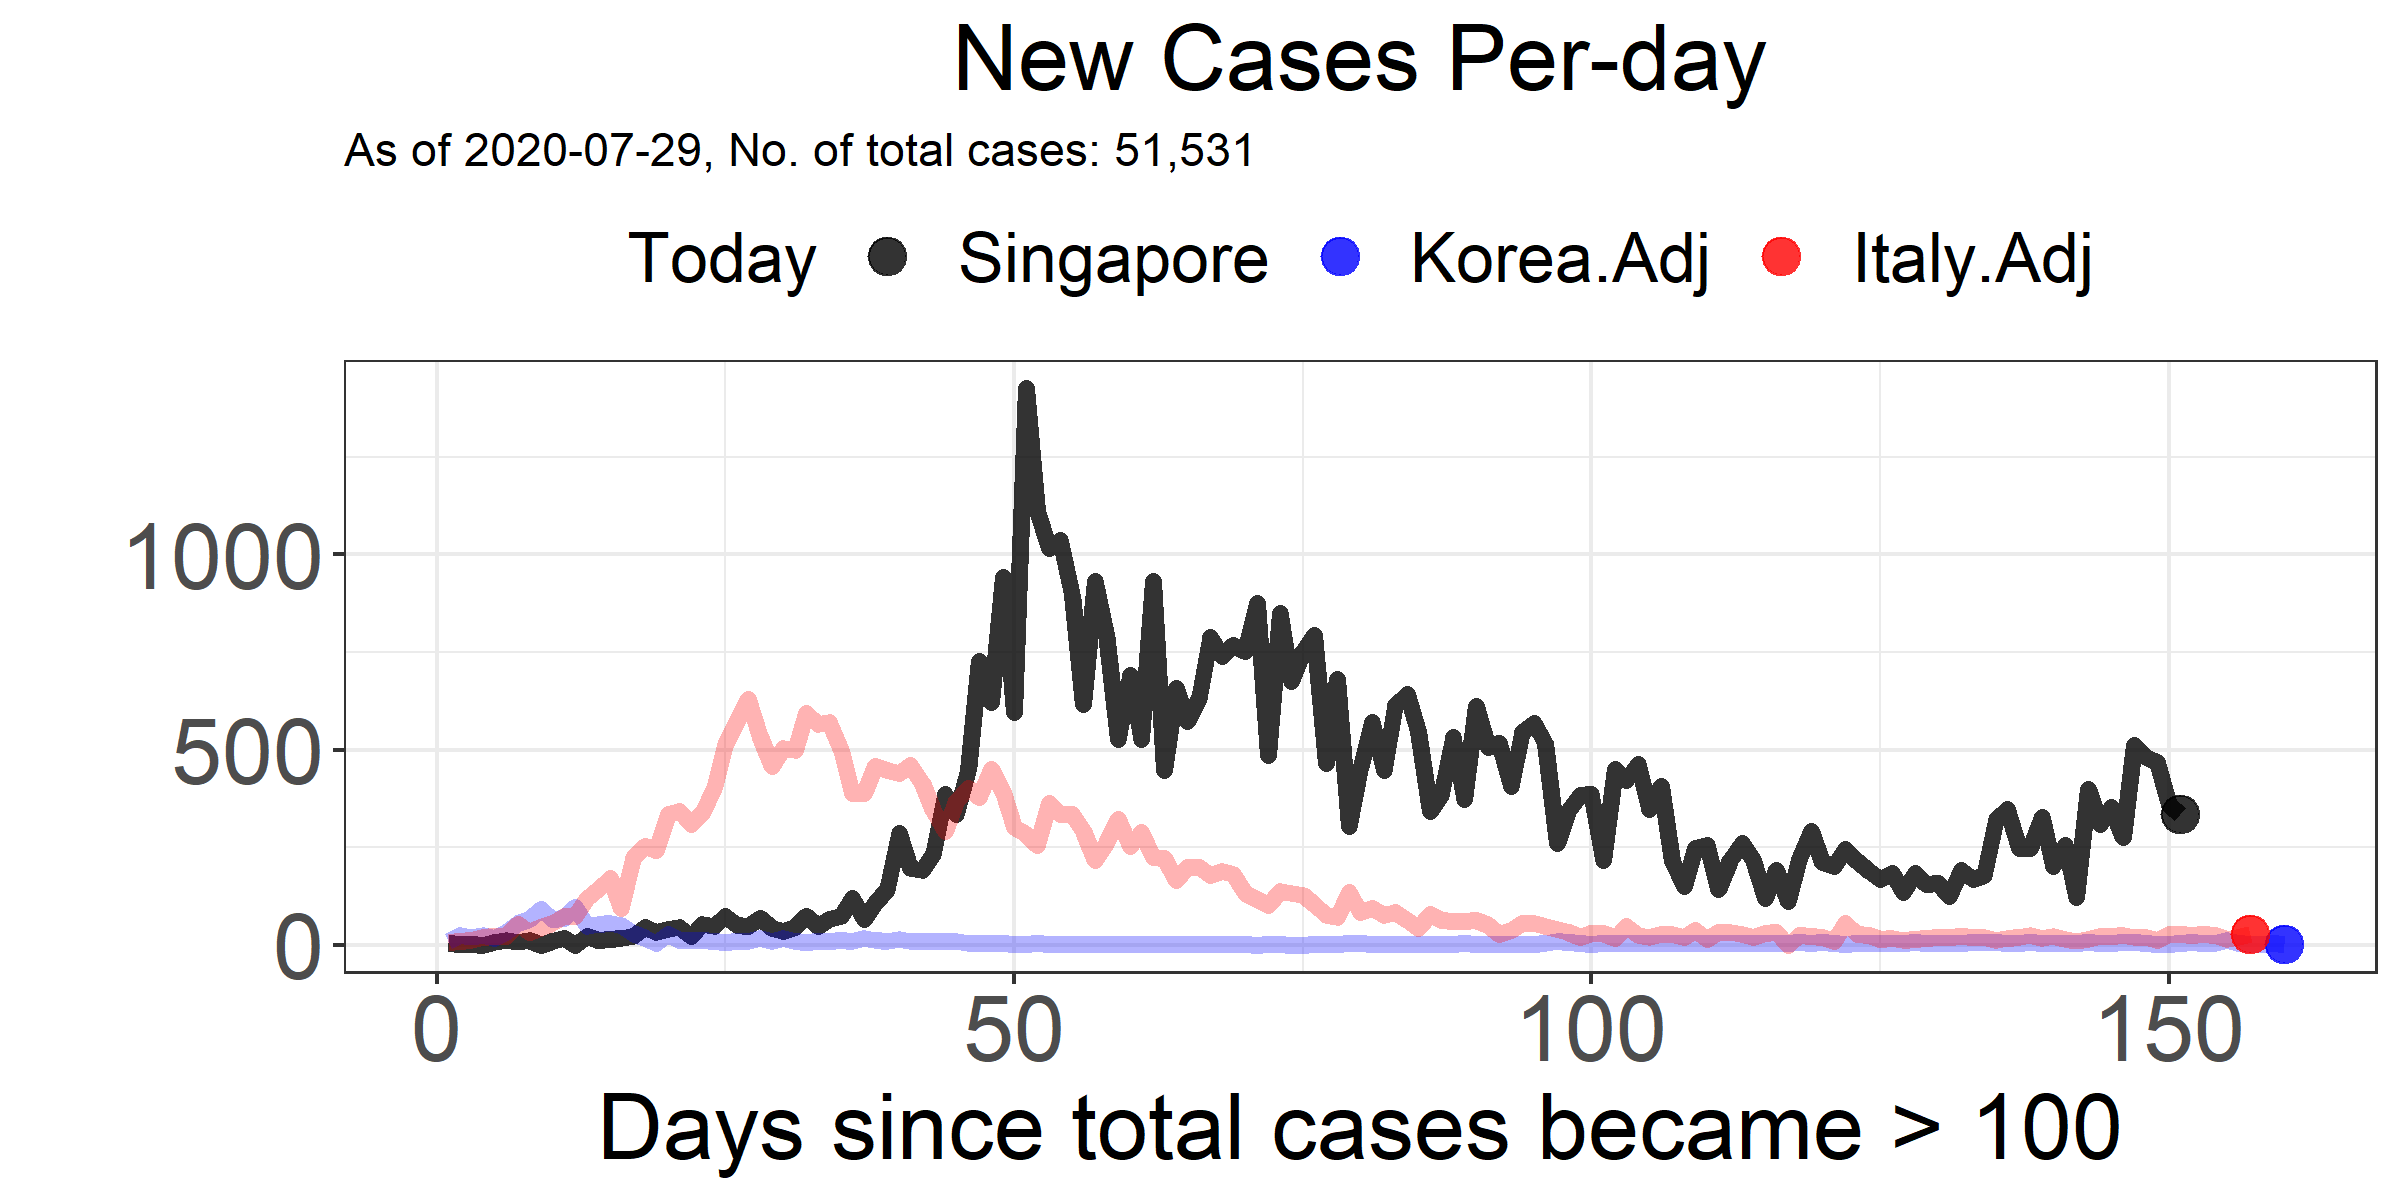 New Cases Per-day
As of 2020-07-29, No. of total cases: 51,531
Today Singapore Korea.Adj Italy.Adj
1000
500
0
0 50 100 150
Days since total cases became > 100